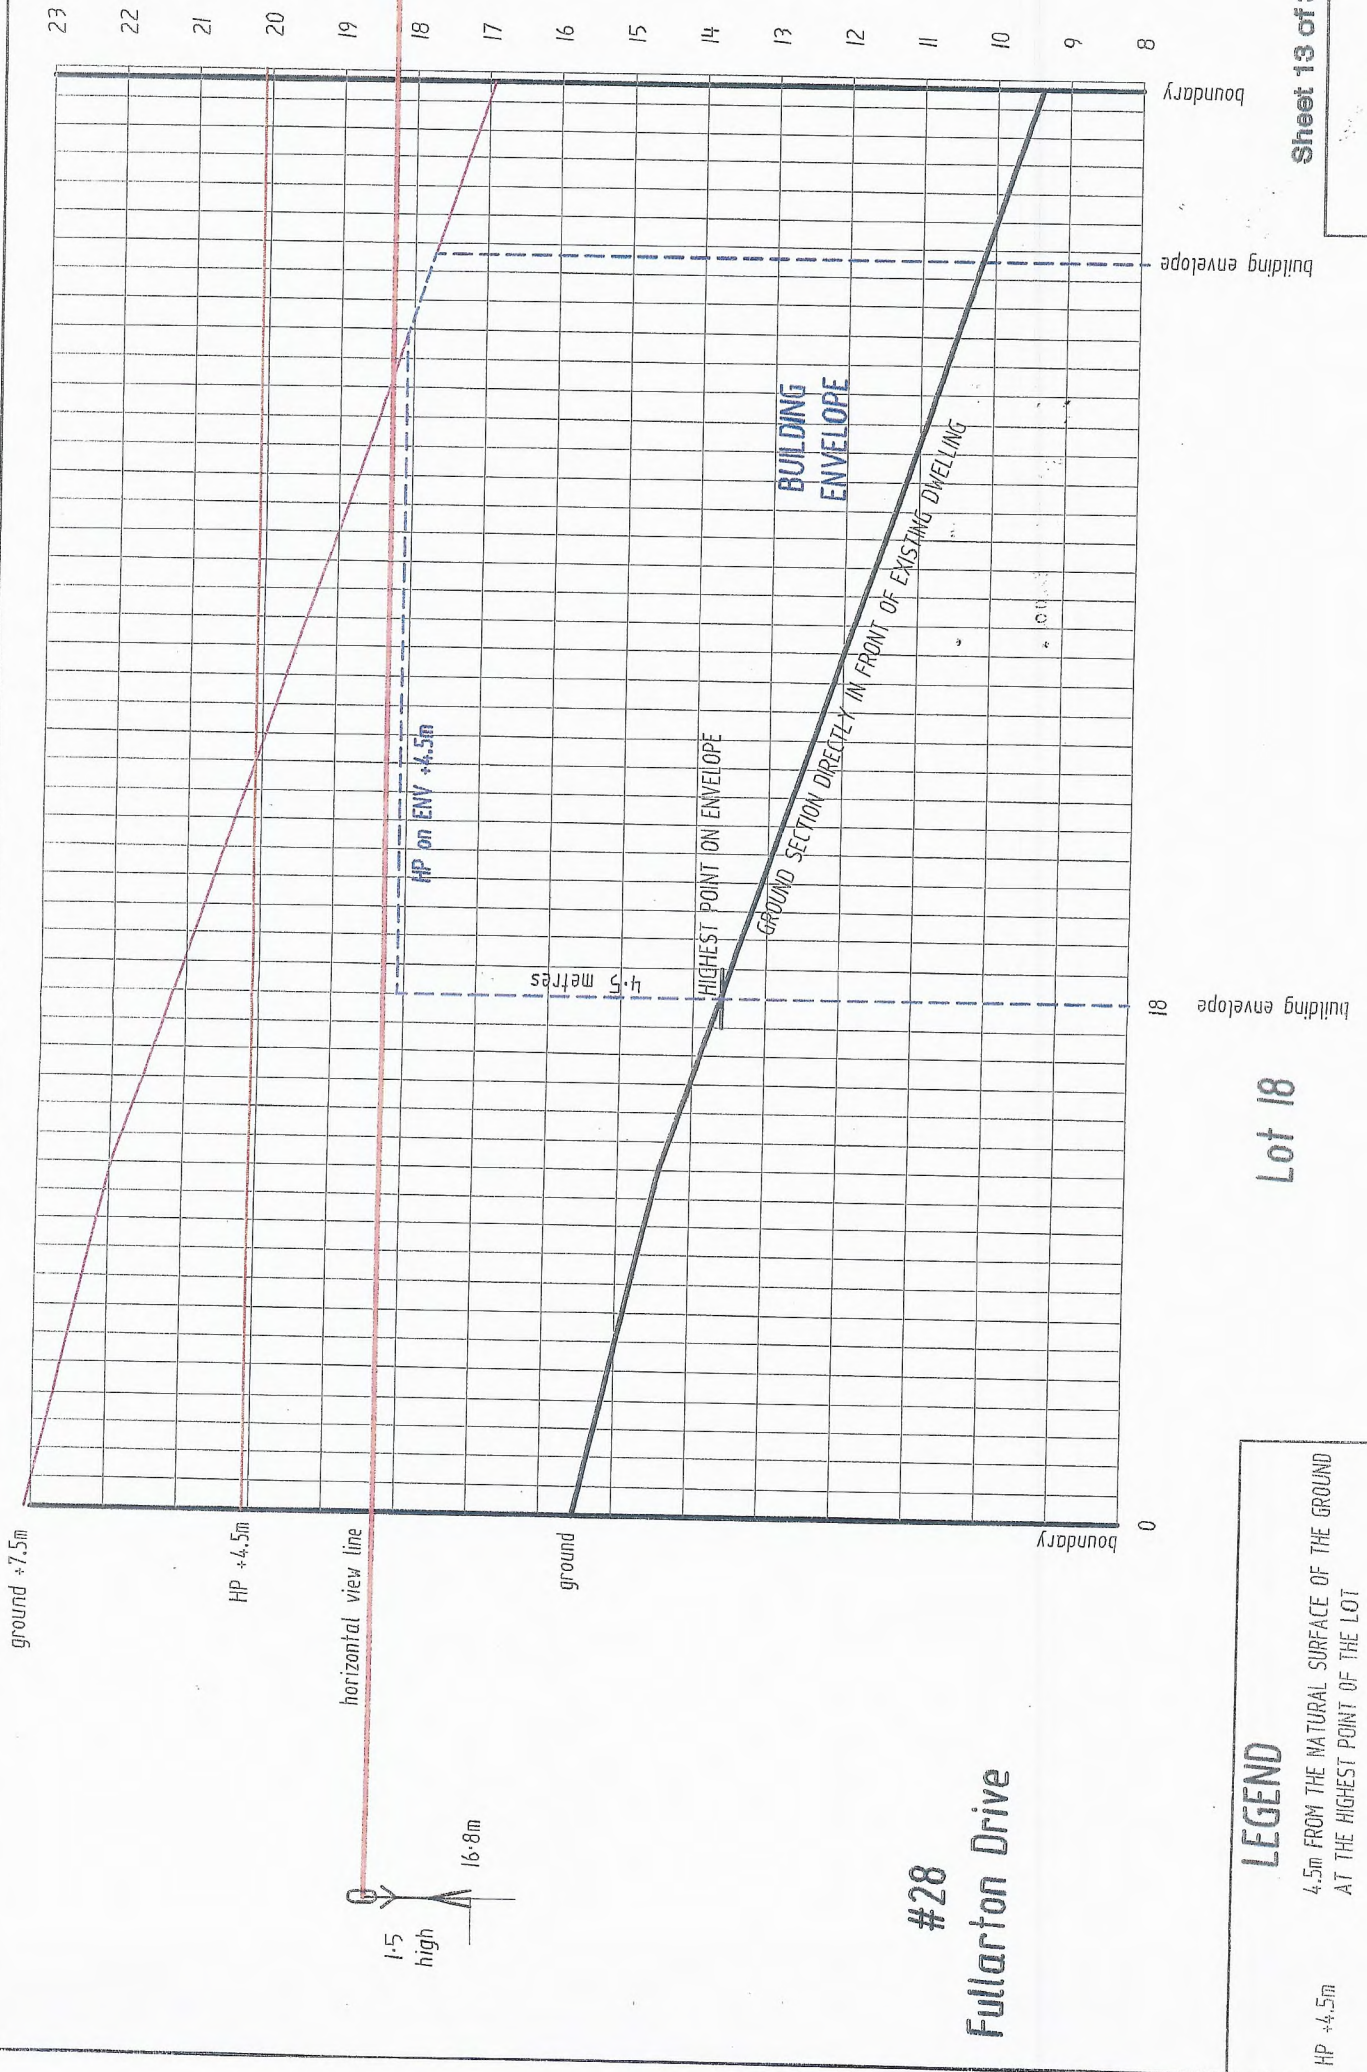 ground +7.5m
HP +4.5m
horizontal view line
ground
1·5
high
16·8m
#28
Fullarton Drive
23
22
21
20
19
18
17
16
15
14
13
12
11
10
9
8
HP on ENV +4.5m
4·5 metres
HIGHEST POINT ON ENVELOPE
GROUND SECTION DIRECTLY IN FRONT OF EXISTING DWELLING
BUILDING
ENVELOPE
boundary
0
18
building envelope
building envelope
boundary
Lot 18
Sheet 13 of
LEGEND
HP +4.5m 4.5m FROM THE NATURAL SURFACE OF THE GROUND
AT THE HIGHEST POINT OF THE LOT